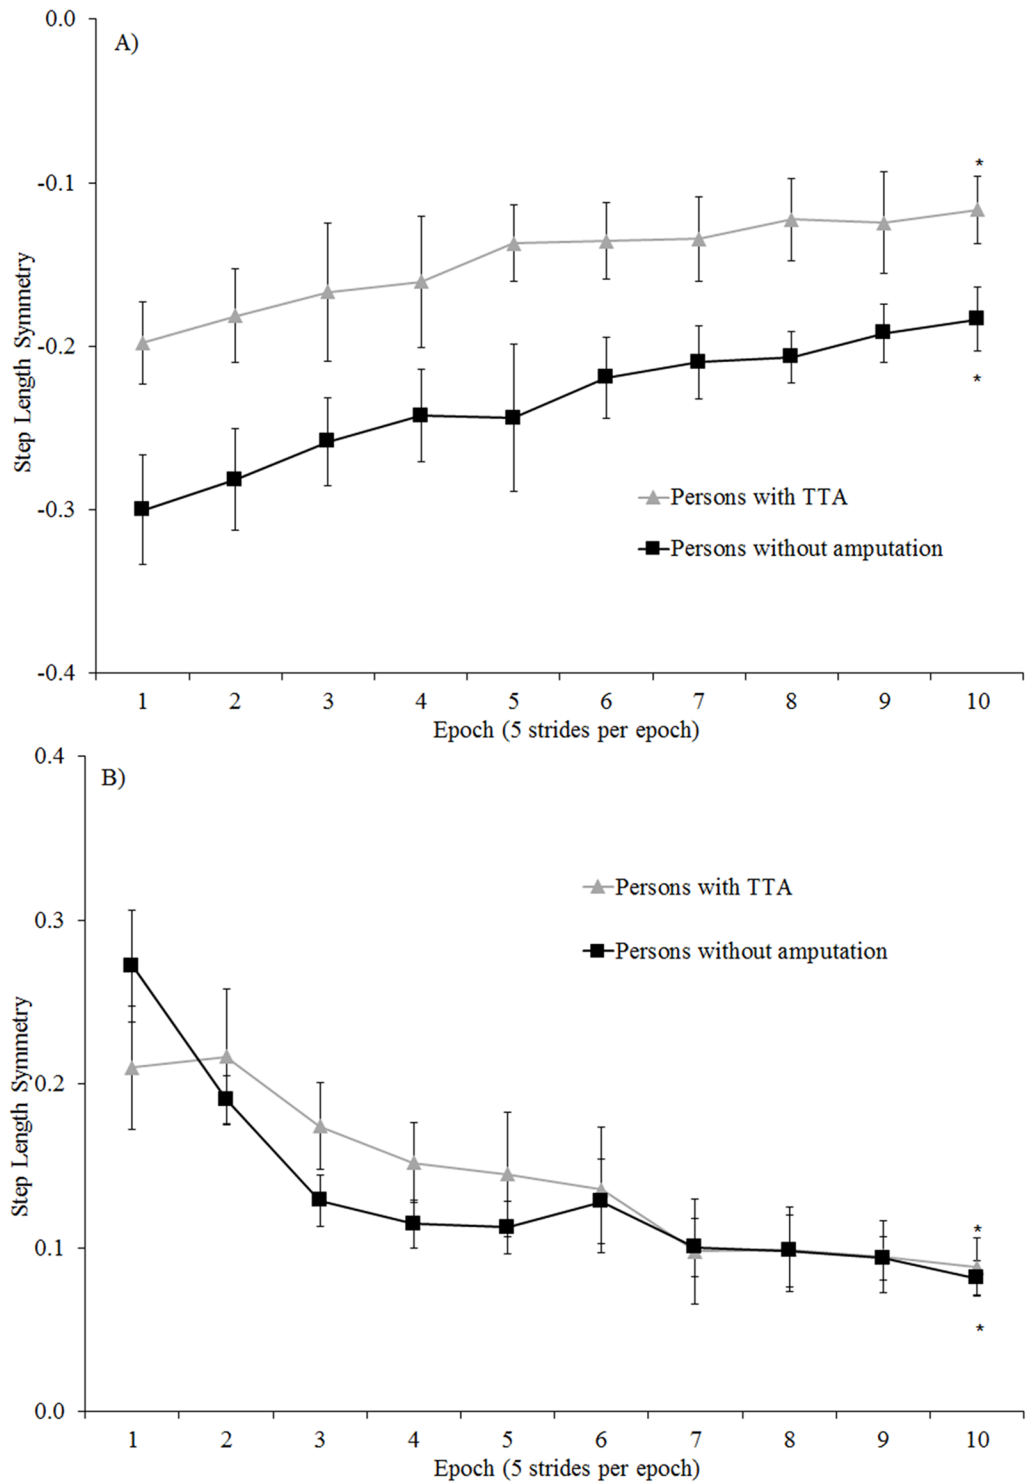 0.0
A)
*
-0.1
-0.2
*
-0.3
-0.4
Step Length Symmetry
Persons with TTA
Persons without amputation
1 2 3 4 5 6 7 8 9 10
Epoch (5 strides per epoch)
0.4
B)
Persons with TTA
0.3
Persons without amputation
0.2
0.1
*
*
0.0
Step Length Symmetry
1 2 3 4 5 6 7 8 9 10
Epoch (5 strides per epoch)